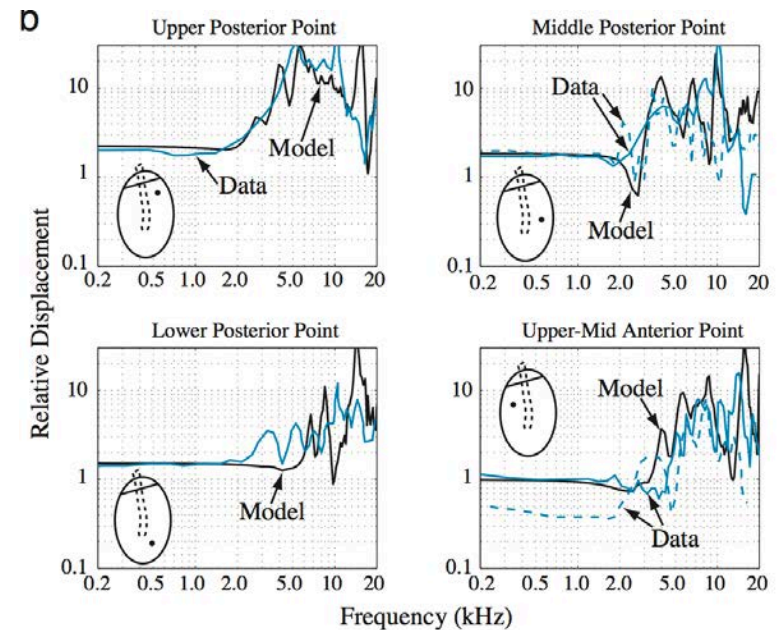 b
Upper Posterior Point
10
1
0.1
Model
Data
0.2 0.5 1.0 2.0 5.0 10 20
Middle Posterior Point
10
1
0.1
Data
Model
0.2 0.5 1.0 2.0 5.0 10 20
Relative Displacement
Lower Posterior Point
10
1
0.1
Model
0.2 0.5 1.0 2.0 5.0 10 20
Upper-Mid Anterior Point
10
1
0.1
Model
Data
0.2 0.5 1.0 2.0 5.0 10 20
Frequency (kHz)